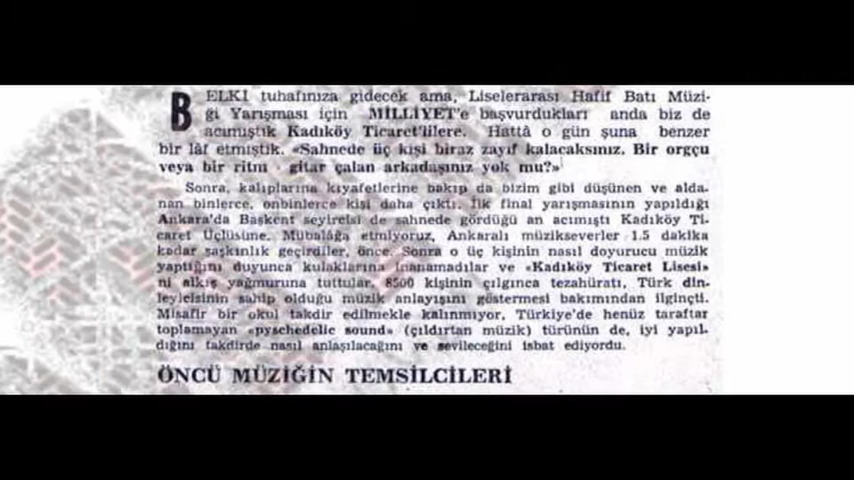 BELKİ tuhafınıza gidecek ama, Liselerarası Hafif Batı Müzi-
ği Yarışması için MİLLİYET'e başvurdukları anda biz de
acımıştık Kadıköy Ticaret'lilere. Hattâ o gün şuna benzer
bir lâf etmiştik. «Sahnede üç kişi biraz zayıf kalacaksınız. Bir orgçu
veya bir ritm - gitar çalan arkadaşınız yok mu?»
Sonra, kalıplarına kıyafetlerine bakıp da bizim gibi düşünen ve alda-
nan binlerce, onbinlerce kişi daha çıktı. İlk final yarışmasının yapıldığı
Ankara'da Başkent seyircisi de sahnede gördüğü an acımıştı Kadıköy Ti-
caret Üçlüsüne. Mübalâğa etmiyoruz, Ankaralı müzikseverler 1.5 dakika
kadar şaşkınlık geçirdiler, önce. Sonra o üç kişinin nasıl doyurucu müzik
yaptığını duyunca kulaklarına inanamadılar ve «Kadıköy Ticaret Lisesi»
ni alkış yağmuruna tuttular. 8500 kişinin çılgınca tezahüratı, Türk din-
leyicisinin sahip olduğu müzik anlayışını göstermesi bakımından ilginçti.
Misafir bir okul takdir edilmekle kalınmıyor, Türkiye'de henüz taraftar
toplamayan «pyschedelic sound» (çıldırtan müzik) türünün de, iyi yapıl-
dığını takdirde nasıl anlaşılacağını ve sevileceğini isbat ediyordu.
ÖNCÜ MÜZİĞİN TEMSİLCİLERİ